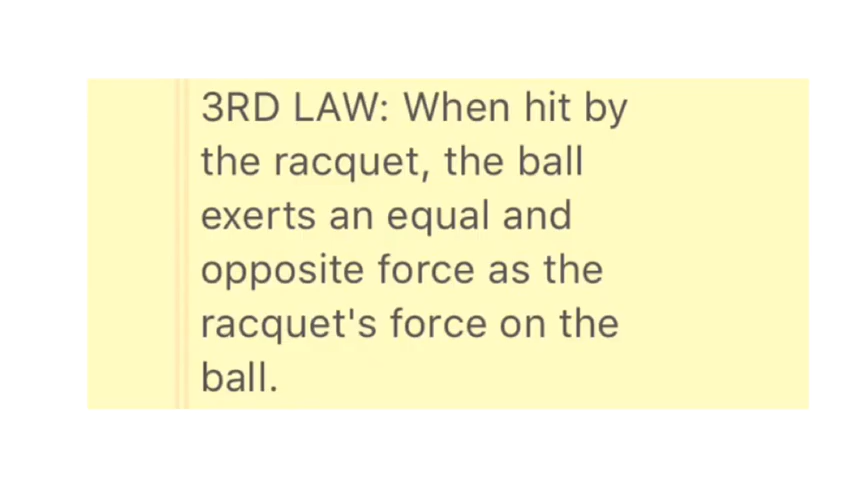 3RD LAW: When hit by
the racquet, the ball
exerts an equal and
opposite force as the
racquet's force on the
ball.